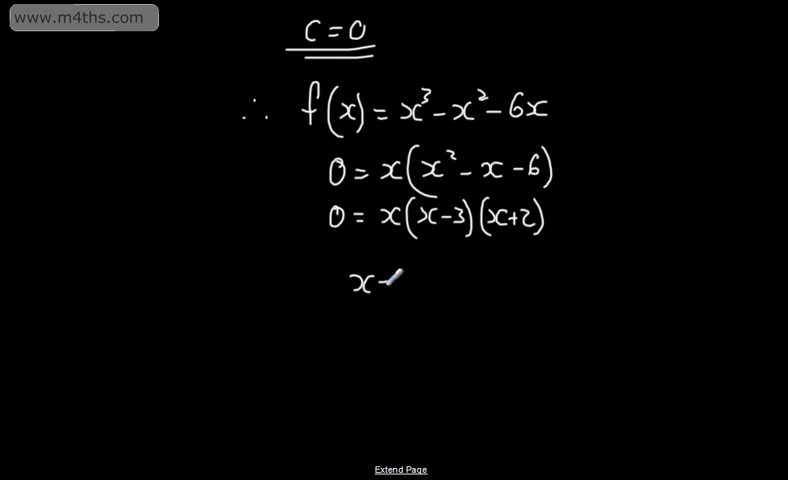 www.m4ths.com
c = 0
∴ f(x) = x³ - x² - 6x
0 = x(x² - x - 6)
0 = x(x-3)(x+2)
x -
Extend Page